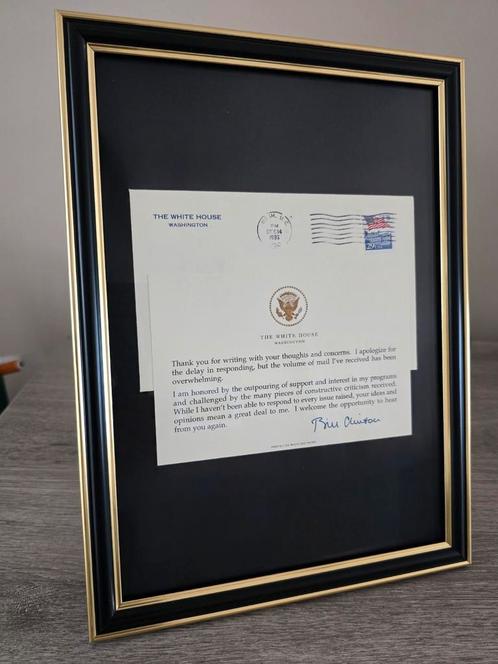 THE WHITE HOUSE
WASHINGTON
PM
1993
29
THE WHITE HOUSE
WASHINGTON
Thank you for writing with your thoughts and concerns. I apologize for
the delay in responding, but the volume of mail I've received has been
overwhelming.
I am honored by the outpouring of support and interest in my programs
and challenged by the many pieces of constructive criticism received.
While I haven't been able to respond to every issue raised, your ideas and
opinions mean a great deal to me. I welcome the opportunity to hear
from you again.
Bill Clinton